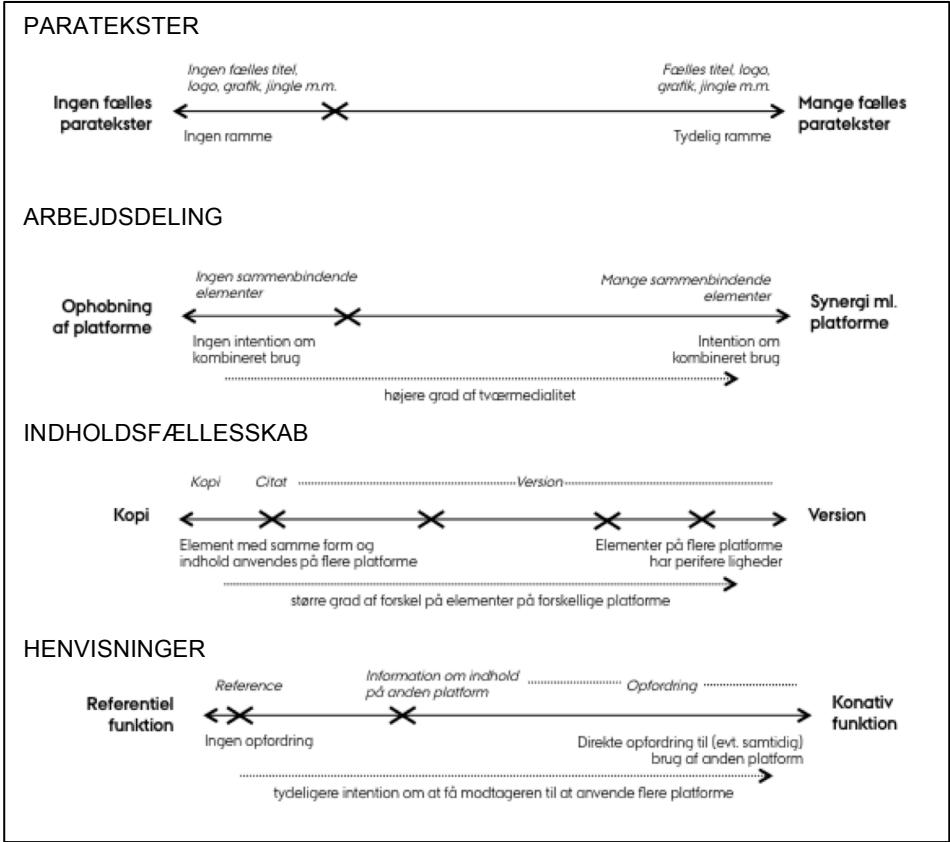 PARATEKSTER
Ingen fælles titel,
logo, grafik, jingle m.m.
Fælles titel, logo,
grafik, jingle m.m.
Ingen fælles
paratekster
Mange fælles
paratekster
Ingen ramme
Tydelig ramme
ARBEJDSDELING
Ingen sammenbindende
elementer
Mange sammenbindende
elementer
Ophobning
af platforme
Synergi ml.
platforme
Ingen intention om
kombineret brug
Intention om
kombineret brug
højere grad af tværmedialitet
INDHOLDSFÆLLESSKAB
Kopi
Citat
Version
Kopi
Version
Element med samme form og
indhold anvendes på flere platforme
Elementer på flere platforme
har perifere ligheder
større grad af forskel på elementer på forskellige platforme
HENVISNINGER
Reference
Information om indhold
på anden platform
Opfordring
Referentiel
funktion
Konativ
funktion
Ingen opfordring
Direkte opfordring til (evt. samtidig)
brug af anden platform
tydeligere intention om at få modtageren til at anvende flere platforme